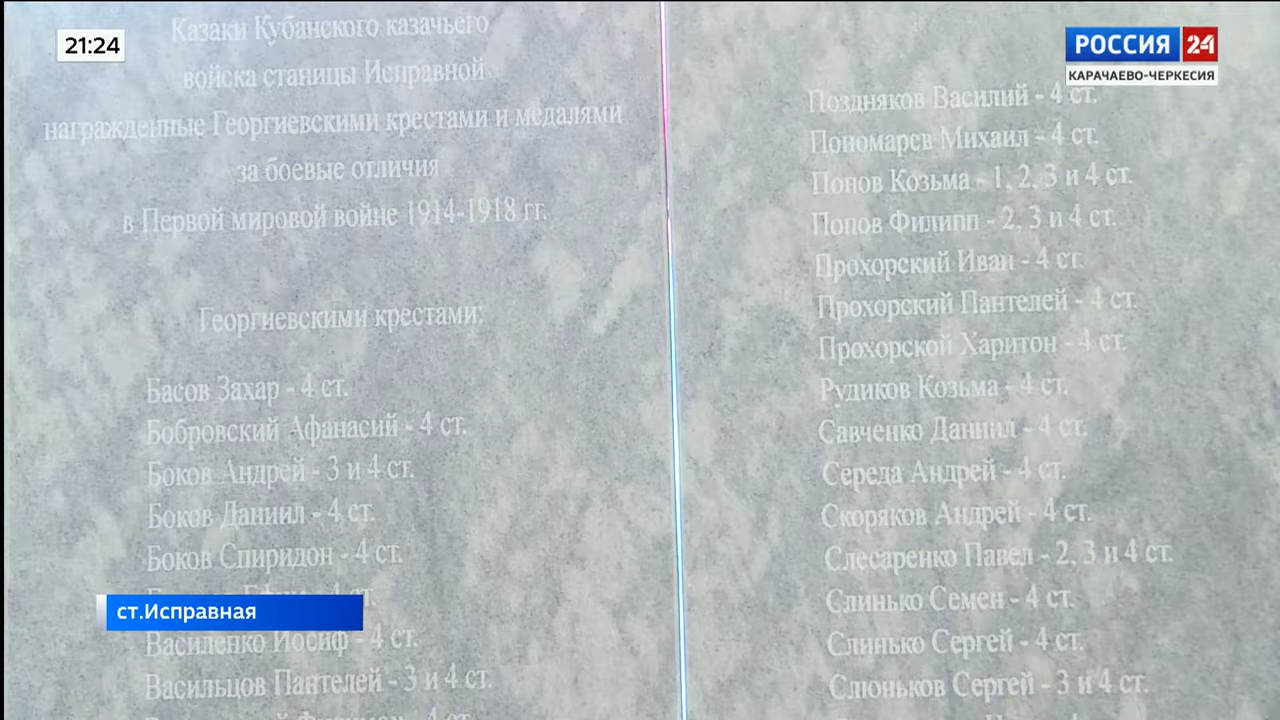 21:24
РОССИЯ 24
КАРАЧАЕВО-ЧЕРКЕСИЯ
Казаки Кубанского казачьего
войска станицы Исправной
награжденные Георгиевскими крестами и медалями
за боевые отличия
в Первой мировой войне 1914-1918 гг.
Георгиевскими крестами:
Басов Захар - 4 ст.
Бобровский Афанасий - 4 ст.
Боков Андрей - 3 и 4 ст.
Боков Даниил - 4 ст.
Боков Спиридон - 4 ст.
ст.Исправная
Василенко Иосиф - 4 ст.
Васильцов Пантелей - 3 и 4 ст.
Поздняков Василий - 4 ст.
Пономарев Михаил - 4 ст.
Попов Козьма - 1, 2, 3 и 4 ст.
Попов Филипп - 2, 3 и 4 ст.
Прохорский Иван - 4 ст.
Прохорский Пантелей - 4 ст.
Прохорской Харитон - 4 ст.
Рудиков Козьма - 4 ст.
Савченко Даниил - 4 ст.
Середа Андрей - 4 ст.
Скоряков Андрей - 4 ст.
Слесаренко Павел - 2, 3 и 4 ст.
Слинько Семен - 4 ст.
Слинько Сергей - 4 ст.
Слюньков Сергей - 3 и 4 ст.